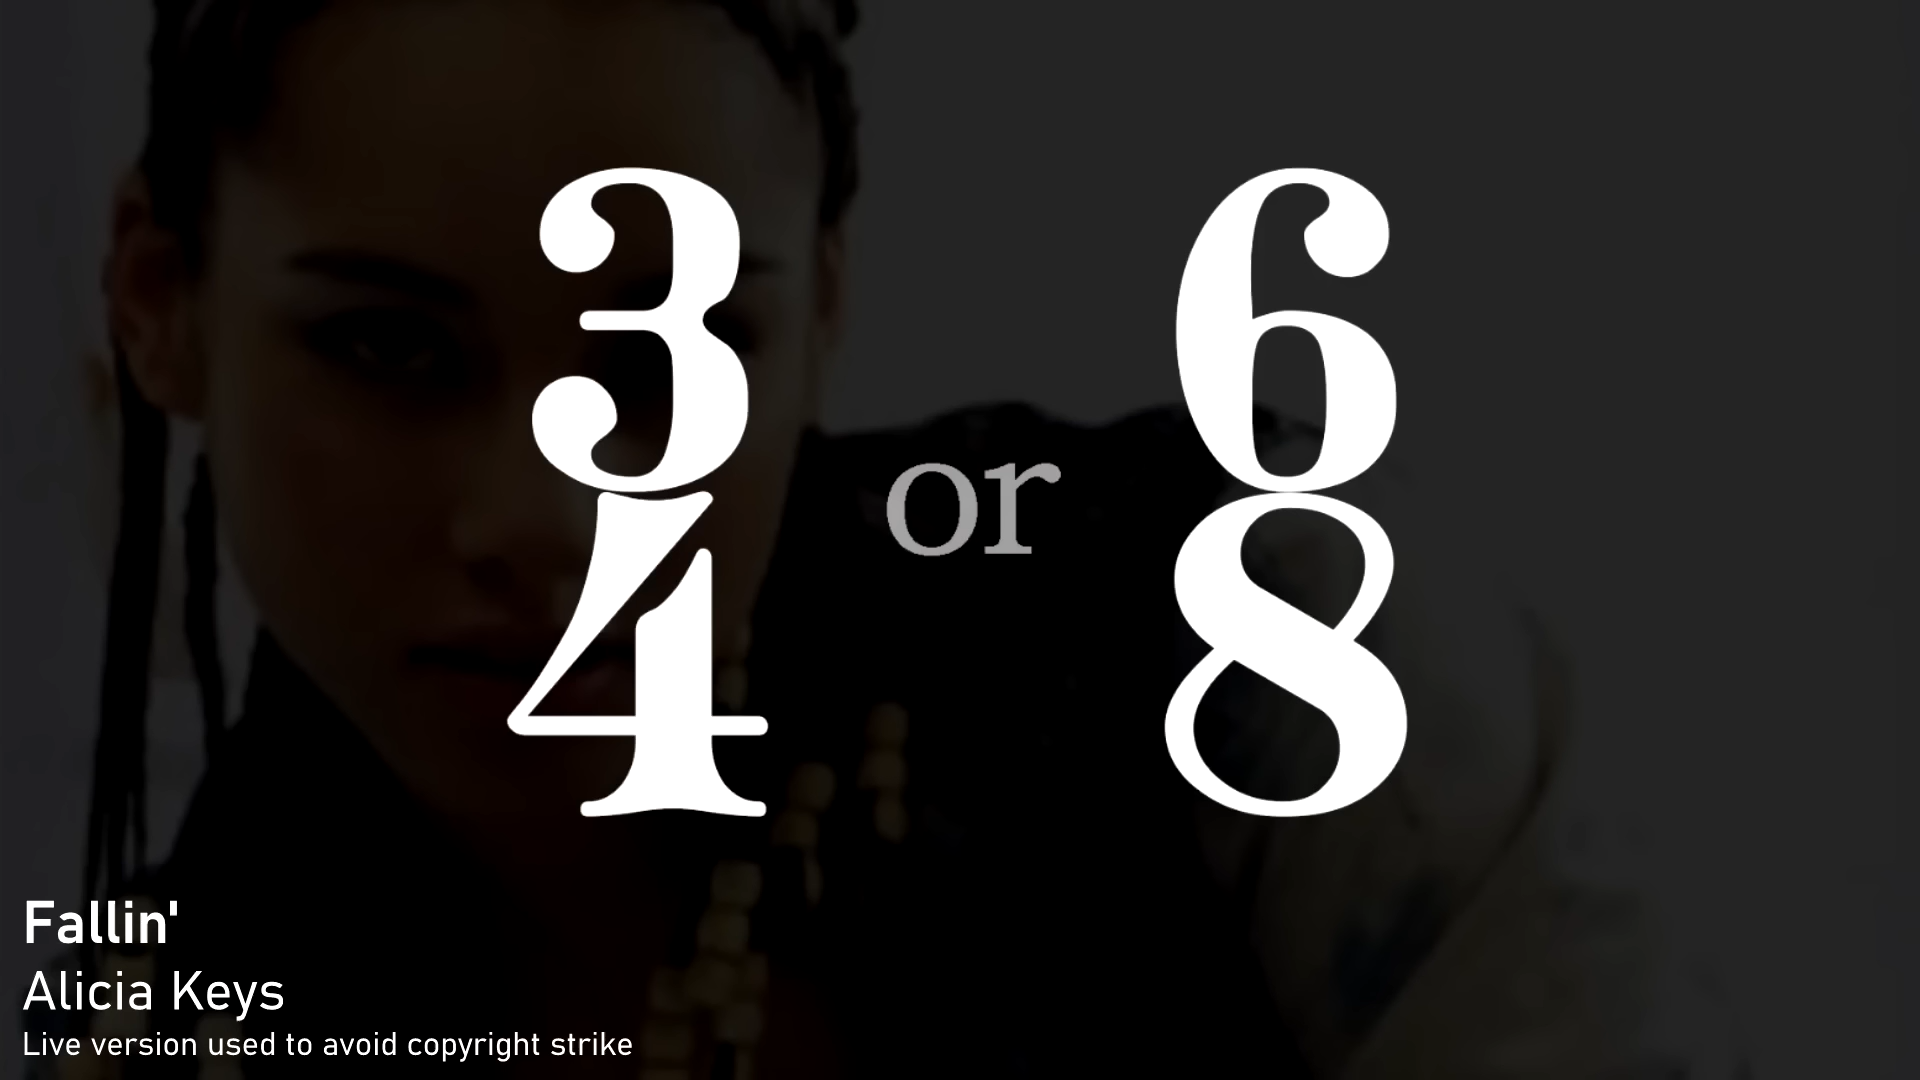 3 6
4 or 8
Fallin'
Alicia Keys
Live version used to avoid copyright strike